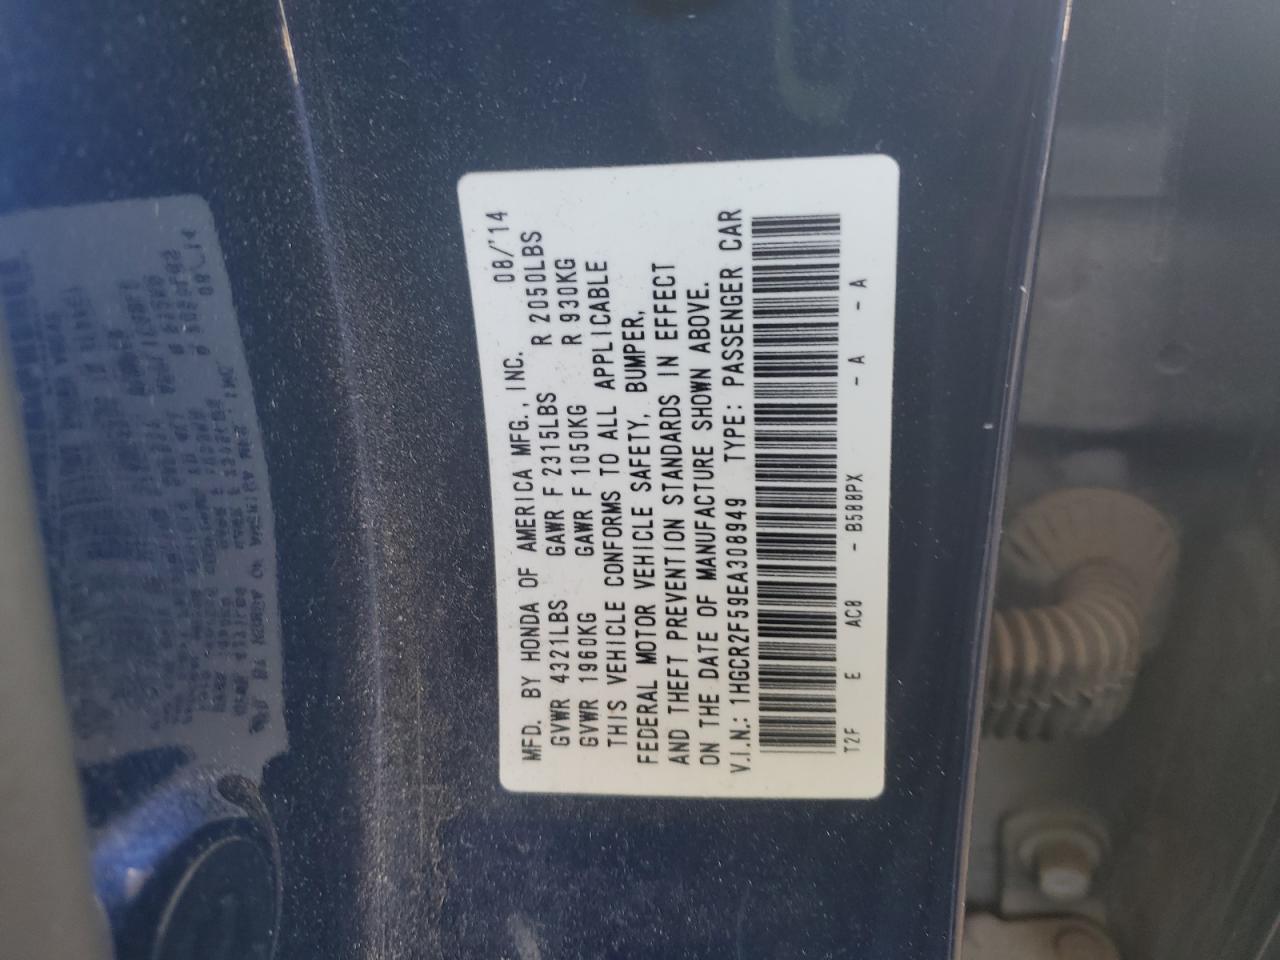 MFD. BY HONDA OF AMERICA MFG., INC. 08/'14
GVWR 4321LBS GAWR F 2315LBS R 2050LBS
GVWR 1960KG GAWR F 1050KG R 930KG
THIS VEHICLE CONFORMS TO ALL APPLICABLE
FEDERAL MOTOR VEHICLE SAFETY, BUMPER,
AND THEFT PREVENTION STANDARDS IN EFFECT
ON THE DATE OF MANUFACTURE SHOWN ABOVE.
V.I.N.: 1HGCR2F59EA308949 TYPE: PASSENGER CAR
T2F E AC8 - B588PX - A - A